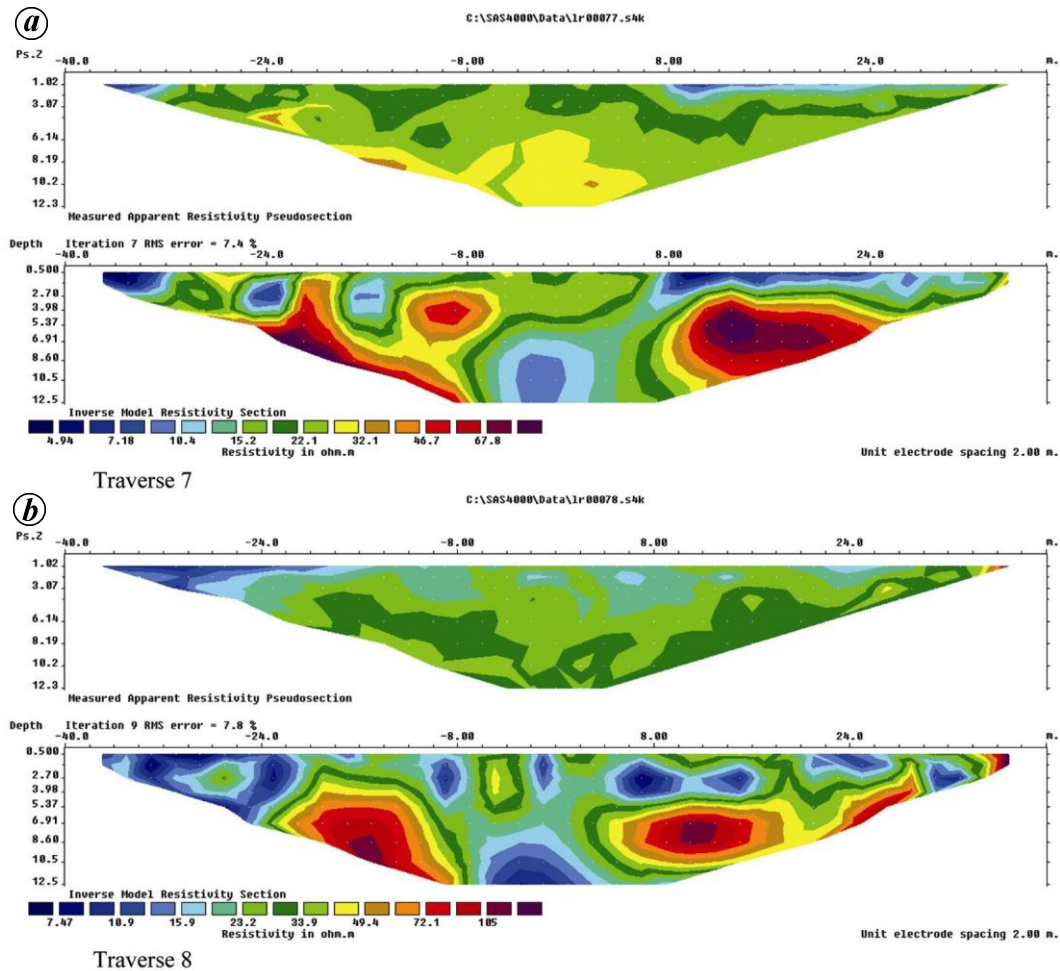 a
C:\SAS4000\Data\lr00077.s4k
Ps.Z -40.0 -24.0 -8.00 8.00 24.0 m.
1.02
3.07
6.14
8.19
10.2
12.3
Measured Apparent Resistivity Pseudosection
Depth Iteration 7 RMS error = 7.4 %
-40.0 -24.0 -8.00 8.00 24.0 m.
0.500
2.70
3.98
5.37
6.91
8.60
10.5
12.5
Inverse Model Resistivity Section
4.94 7.18 10.4 15.2 22.1 32.1 46.7 67.8
Resistivity in ohm.m Unit electrode spacing 2.00 m.
Traverse 7
b
C:\SAS4000\Data\lr00078.s4k
Ps.Z -40.0 -24.0 -8.00 8.00 24.0 m.
1.02
3.07
6.14
8.19
10.2
12.3
Measured Apparent Resistivity Pseudosection
Depth Iteration 9 RMS error = 7.8 %
-40.0 -24.0 -8.00 8.00 24.0 m.
0.500
2.70
3.98
5.37
6.91
8.60
10.5
12.5
Inverse Model Resistivity Section
7.47 10.9 15.9 23.2 33.9 49.4 72.1 105
Resistivity in ohm.m Unit electrode spacing 2.00 m.
Traverse 8